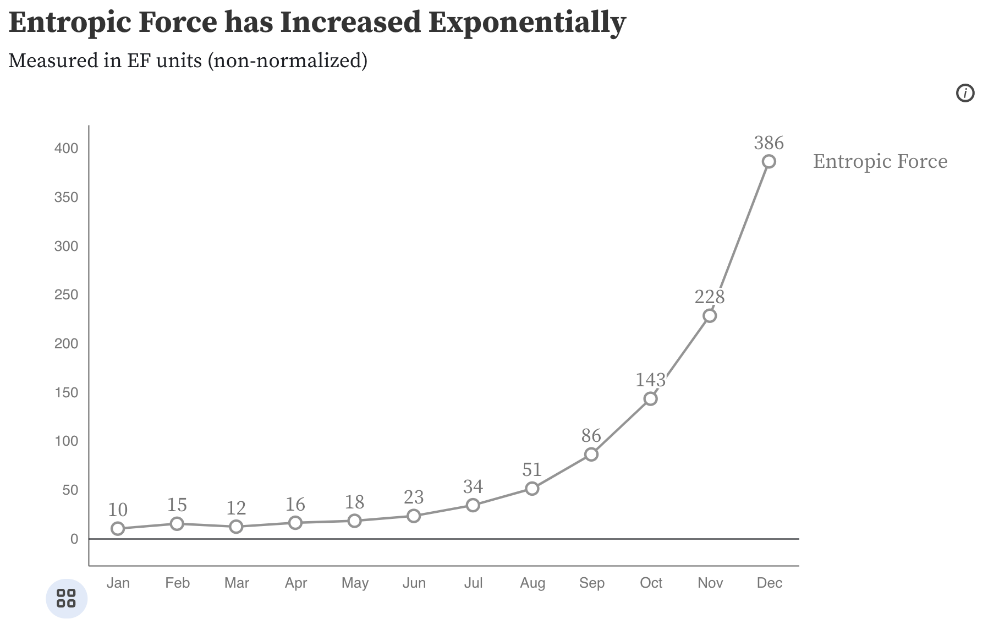 Entropic Force has Increased Exponentially
Measured in EF units (non-normalized)
i
400
350
300
250
200
150
100
50
0
10
15
12
16
18
23
34
51
86
143
228
386
Entropic Force
Jan
Feb
Mar
Apr
May
Jun
Jul
Aug
Sep
Oct
Nov
Dec